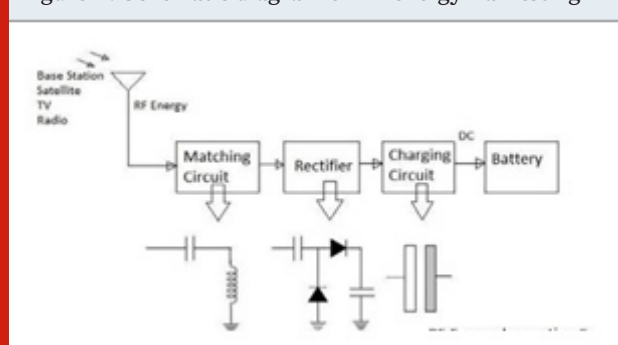 Base Station
Satellite
TV
Radio
RF Energy
Matching
Circuit
Rectifier
Charging
Circuit
DC
Battery